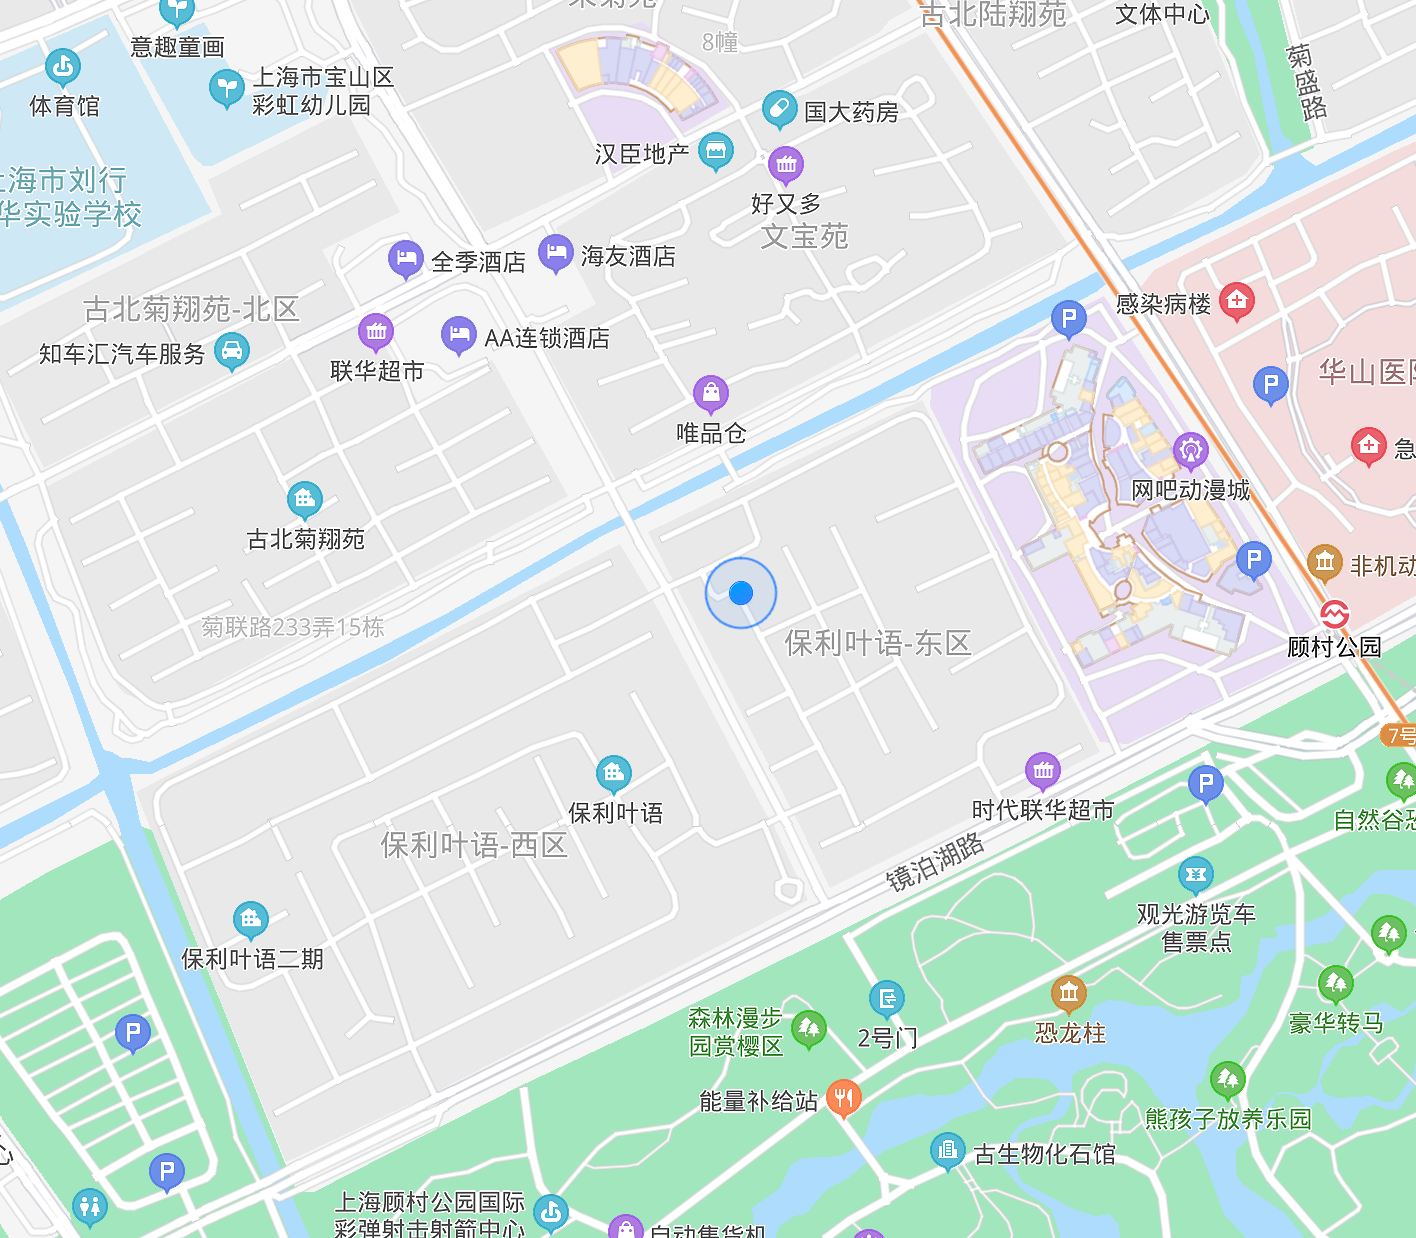 古北陆翔苑
文体中心
8幢
意趣童画
菊盛路
上海市宝山区
彩虹幼儿园
体育馆
国大药房
汉臣地产
上海市刘行
华实验学校
好又多
文宝苑
全季酒店
海友酒店
古北菊翔苑-北区
感染病楼
P
知车汇汽车服务
AA连锁酒店
联华超市
华山医
P
唯品仓
急
网吧动漫城
古北菊翔苑
P
非机动
菊联路233弄15栋
保利叶语-东区
顾村公园
7号
保利叶语
时代联华超市
P
自然谷恐
保利叶语-西区
镜泊湖路
观光游览车
售票点
保利叶语二期
森林漫步
园赏樱区
2号门
恐龙柱
豪华转马
P
能量补给站
熊孩子放养乐园
古生物化石馆
P
上海顾村公园国际
彩弹射击射箭中心
自动售货机